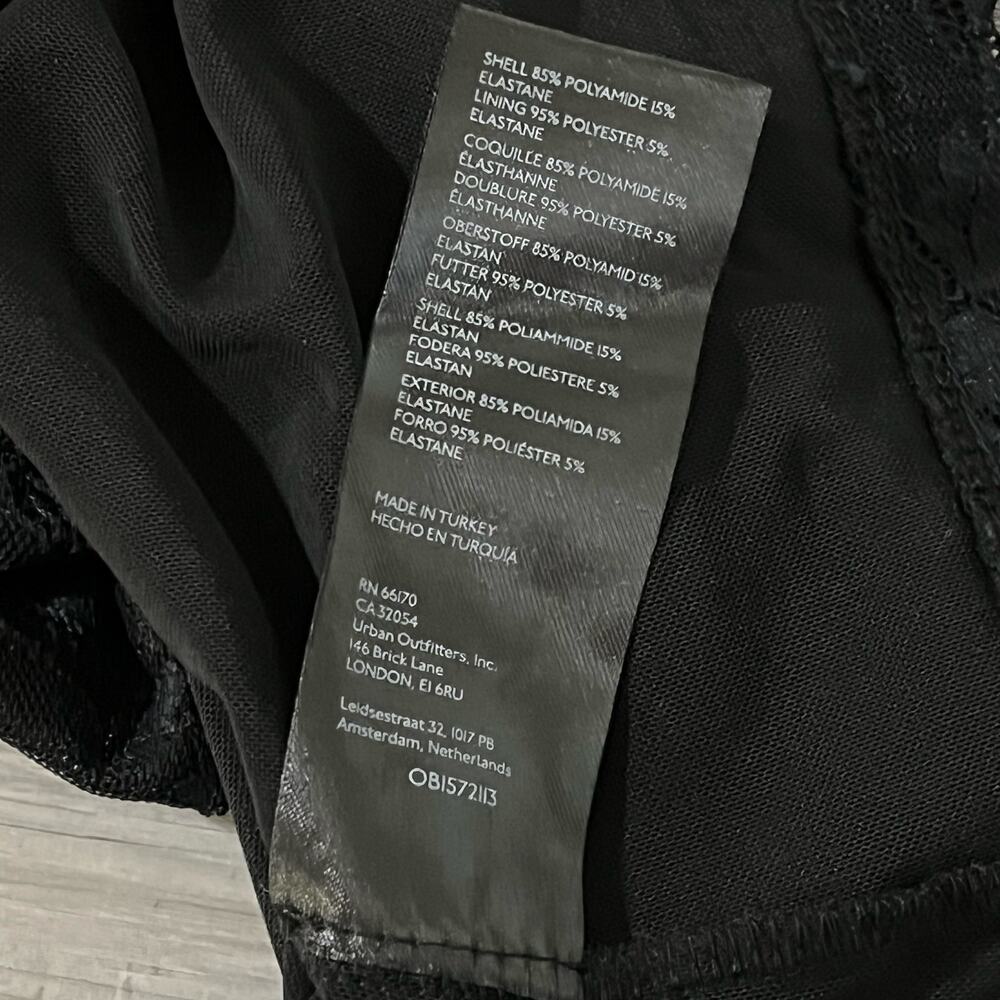 SHELL 85% POLYAMIDE 15%
ELASTANE
LINING 95% POLYESTER 5%
ELASTANE
COQUILLE 85% POLYAMIDE 15%
ÉLASTHANNE
DOUBLURE 95% POLYESTER 5%
ÉLASTHANNE
OBERSTOFF 85% POLYAMID 15%
ELASTAN
FUTTER 95% POLYESTER 5%
ELASTAN
SHELL 85% POLIAMMIDE 15%
ELASTAN
FODERA 95% POLIESTERE 5%
ELASTAN
EXTERIOR 85% POLIAMIDA 15%
ELASTANE
FORRO 95% POLIÉSTER 5%
ELASTANE
MADE IN TURKEY
HECHO EN TURQUÍA
RN 66170
CA 32054
Urban Outfitters, Inc.
146 Brick Lane
LONDON, E1 6RU
Leidsestraat 32, 1017 PB
Amsterdam, Netherlands
OB1572113